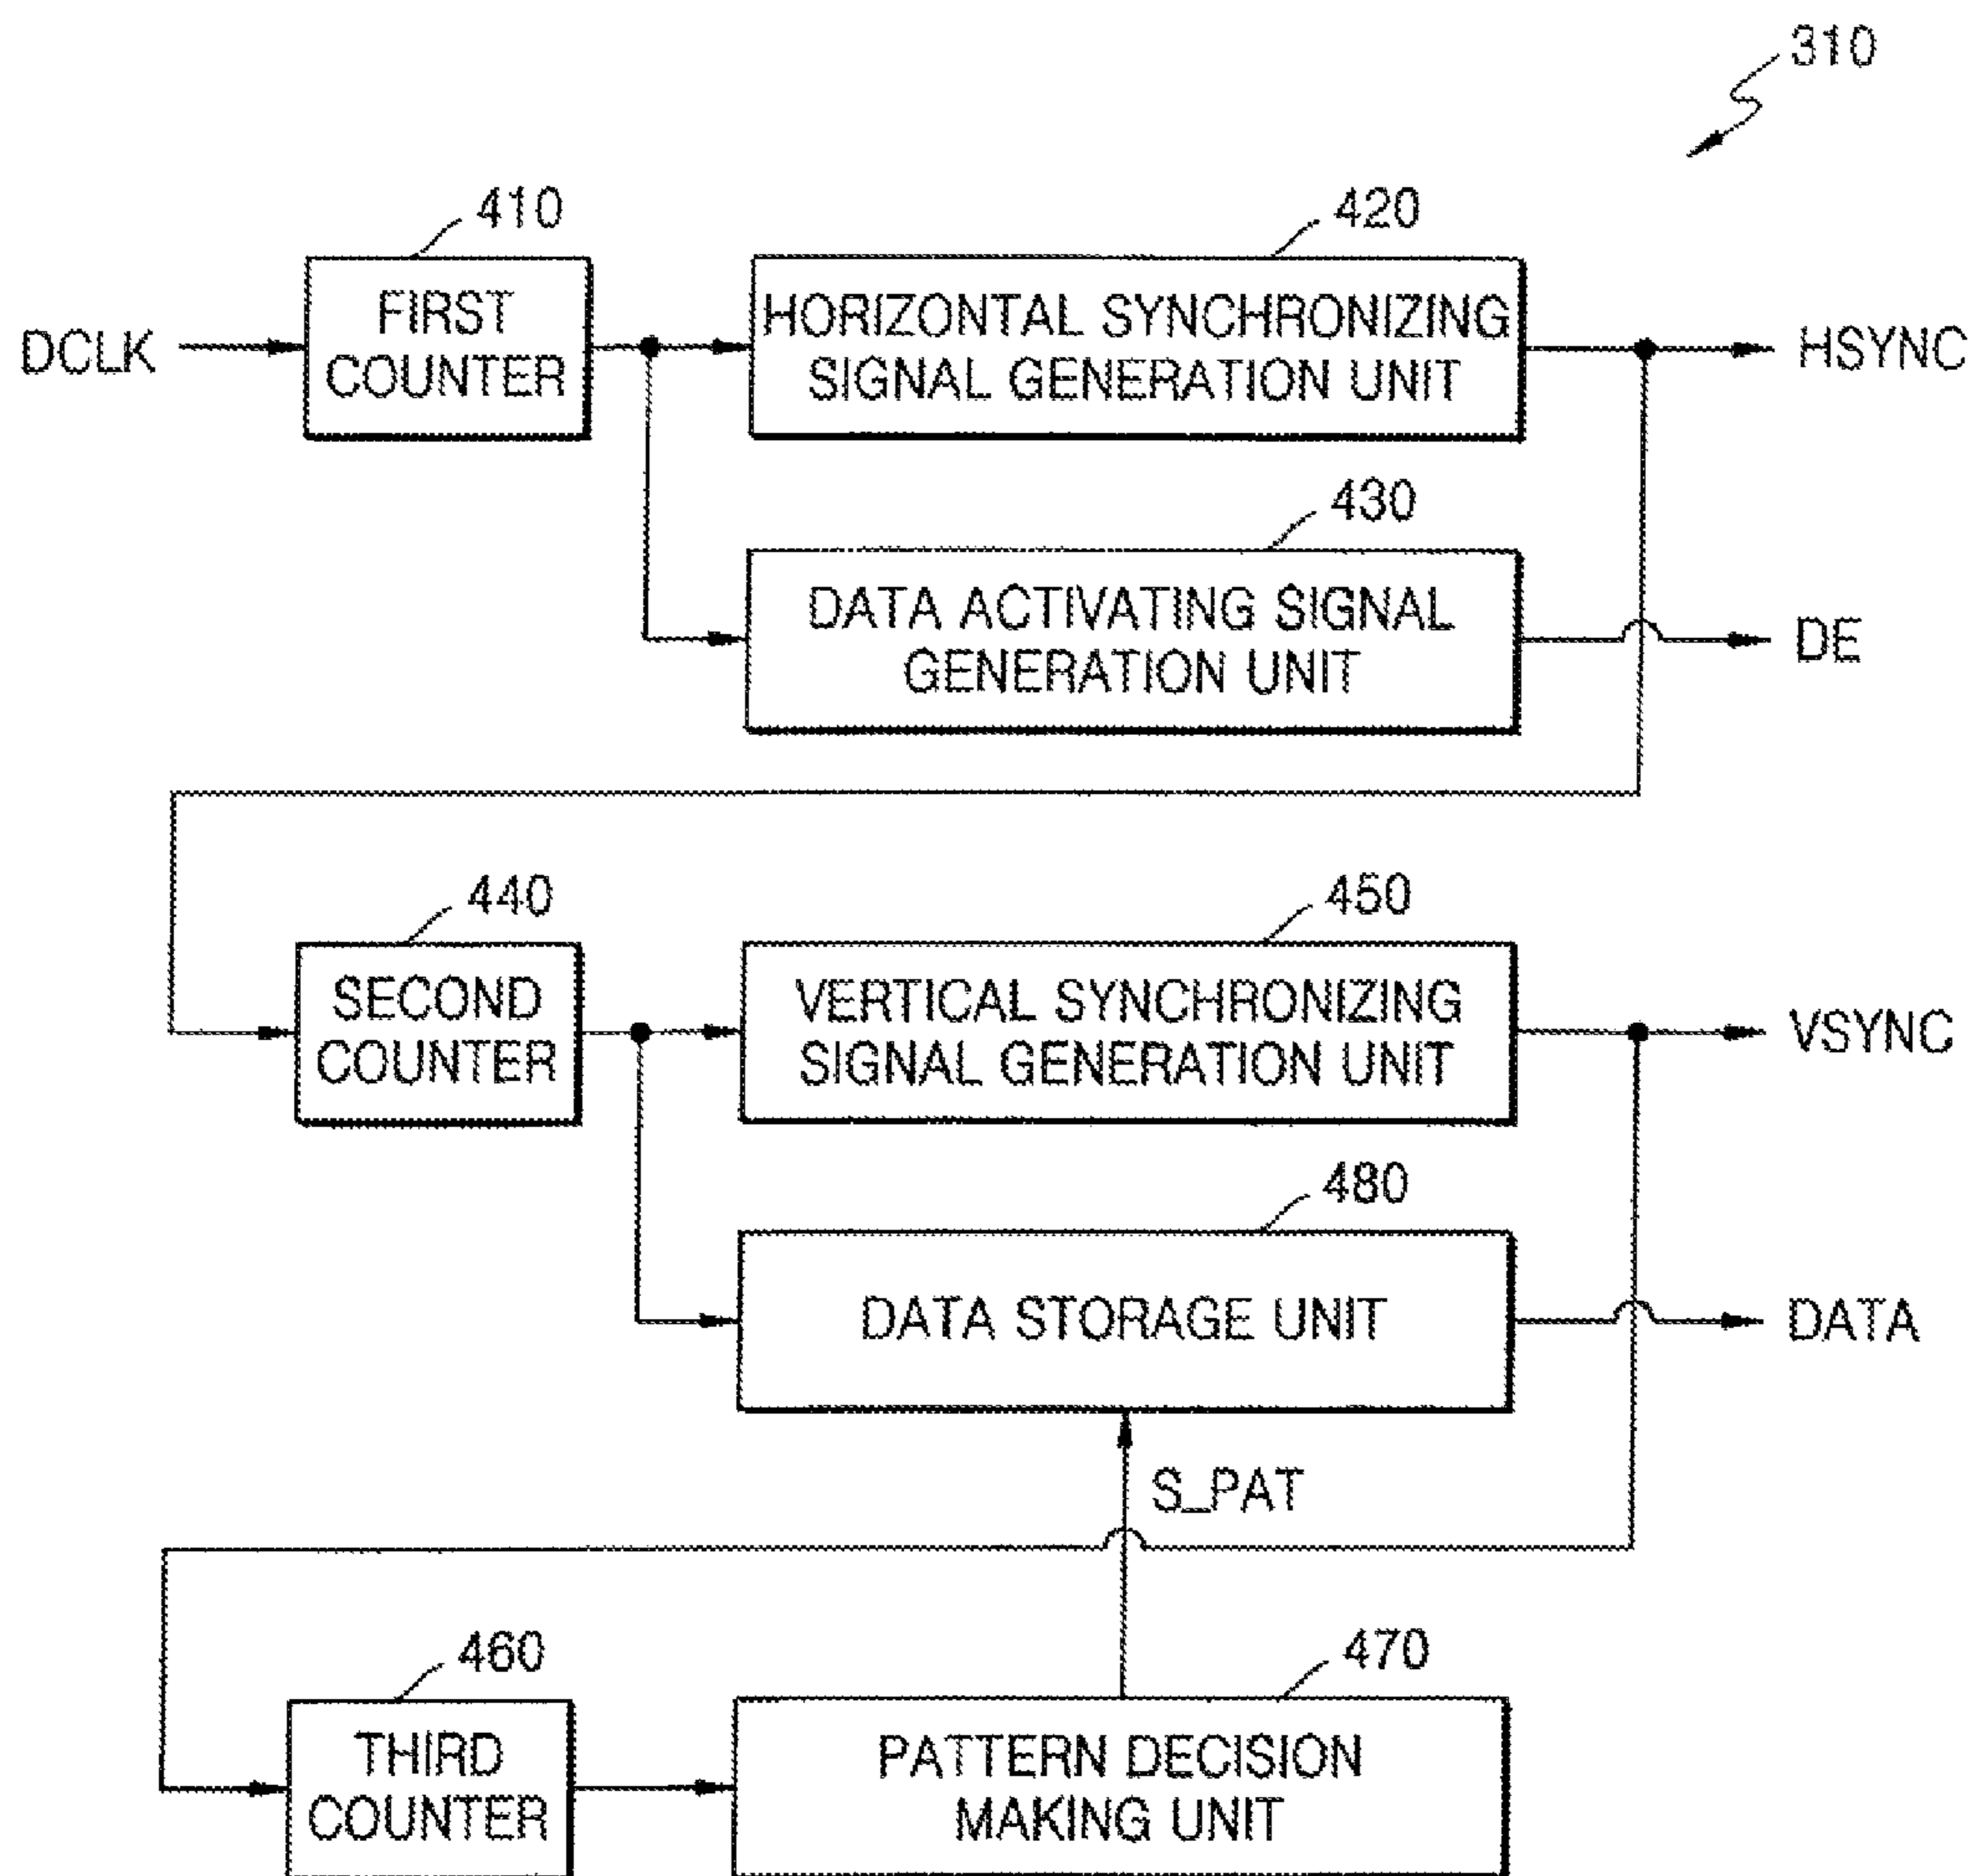 310
410
420
DCLK
FIRST
COUNTER
HORIZONTAL SYNCHRONIZING
SIGNAL GENERATION UNIT
HSYNC
430
DATA ACTIVATING SIGNAL
GENERATION UNIT
DE
440
450
SECOND
COUNTER
VERTICAL SYNCHRONIZING
SIGNAL GENERATION UNIT
VSYNC
480
DATA STORAGE UNIT
DATA
S_PAT
460
470
THIRD
COUNTER
PATTERN DECISION
MAKING UNIT